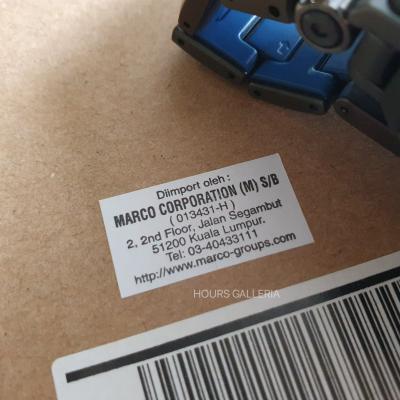 Diimport oleh :
MARCO CORPORATION (M) S/B
( 013431-H )
2, 2nd Floor, Jalan Segambut
51200 Kuala Lumpur.
Tel: 03-40433111
http://www.marco-groups.com
HOURS GALLERIA